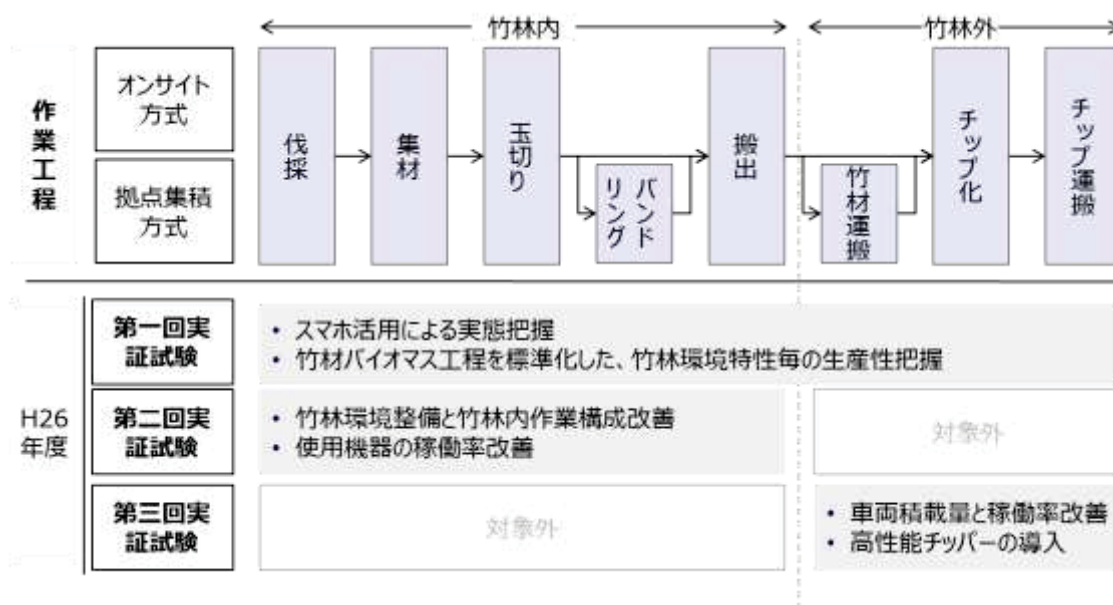 竹林内
竹林外
作業工程
オンサイト
方式
拠点集積
方式
伐採
集材
玉切り
バンド
リング
搬出
竹材運搬
チップ化
チップ運搬
H26
年度
第一回実
証試験
• スマホ活用による実態把握
• 竹材バイオマス工程を標準化した、竹林環境特性毎の生産性把握
第二回実
証試験
• 竹林環境整備と竹林内作業構成改善
• 使用機器の稼働率改善
対象外
第三回実
証試験
対象外
• 車両積載量と稼働率改善
• 高性能チッパーの導入